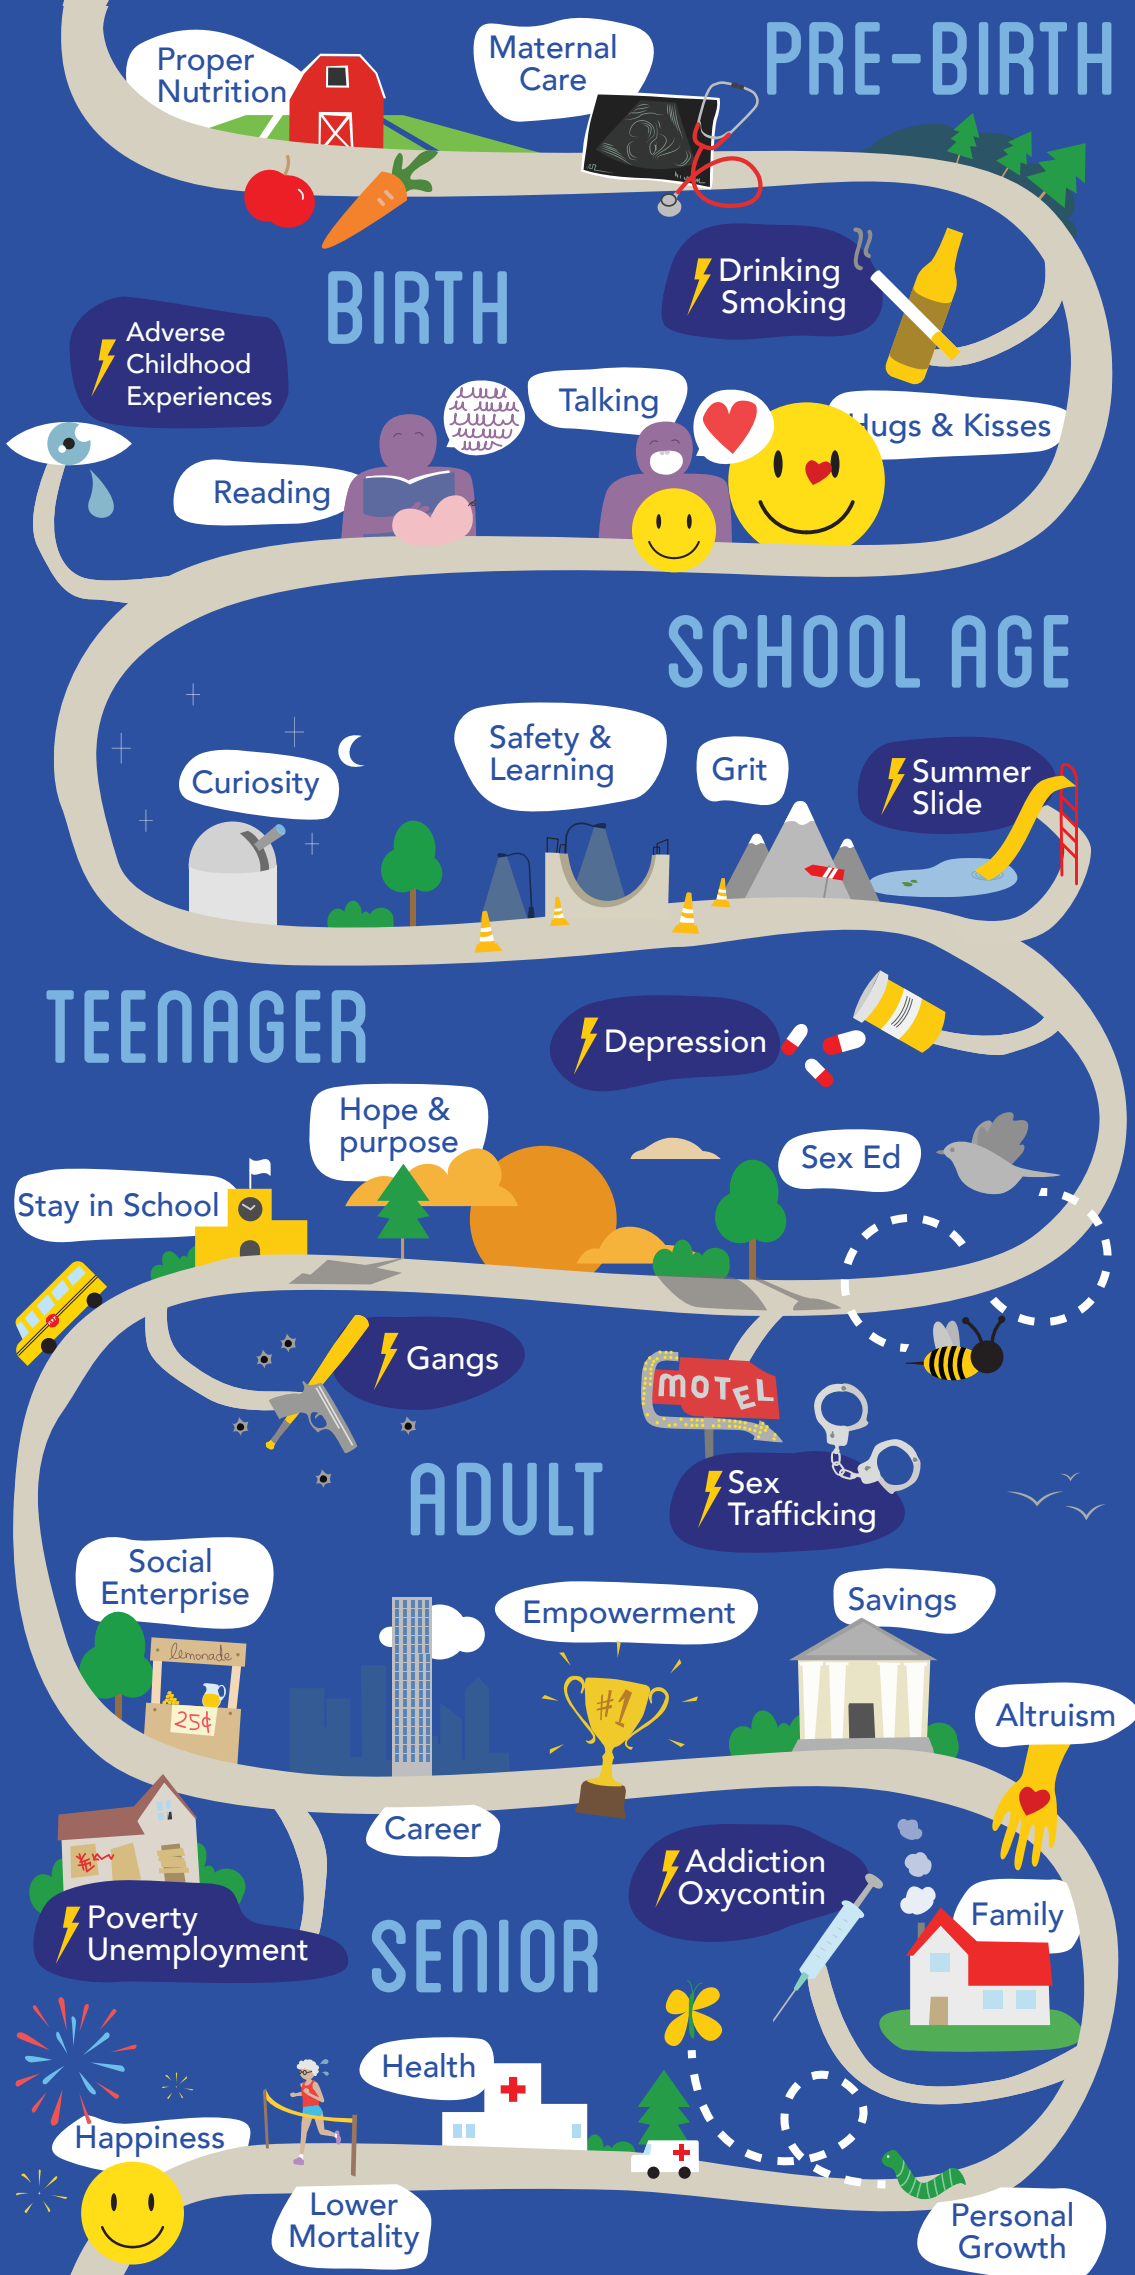 PRE-BIRTH
Proper
Nutrition
Maternal
Care
Drinking
Smoking
BIRTH
Adverse
Childhood
Experiences
Talking
Hugs & Kisses
Reading
SCHOOL AGE
Safety &
Learning
Grit
Summer
Slide
Curiosity
TEENAGER
Depression
Hope &
purpose
Sex Ed
Stay in School
Gangs
MOTEL
Sex
Trafficking
ADULT
Social
Enterprise
lemonade
25¢
Empowerment
#1
Savings
Altruism
Career
Poverty
Unemployment
Addiction
Oxycontin
Family
SENIOR
Health
Happiness
Lower
Mortality
Personal
Growth